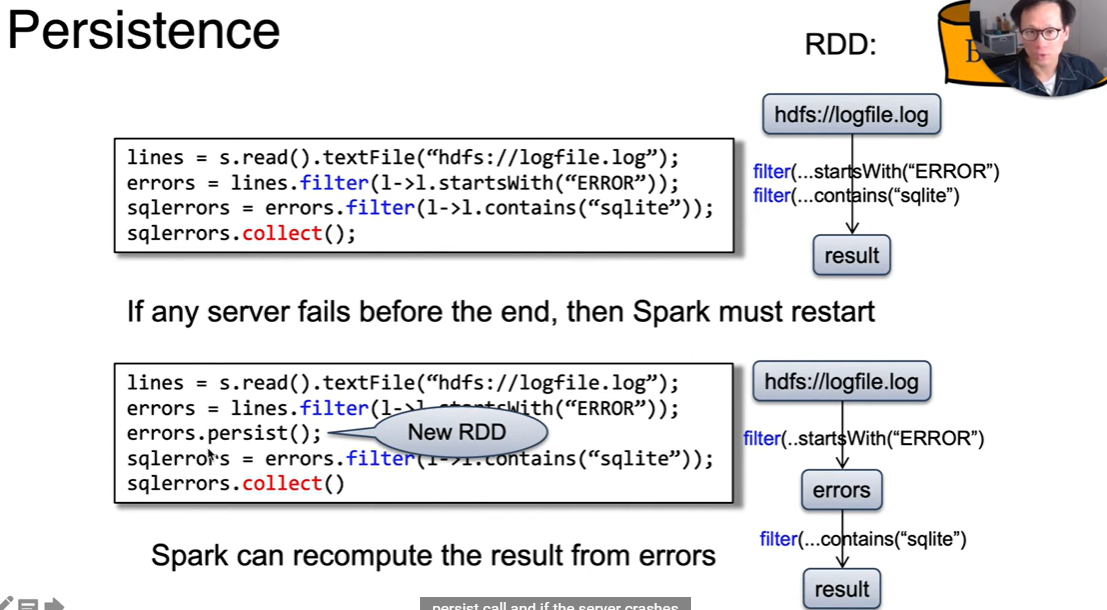 Persistence
RDD:
lines = s.read().textFile(“hdfs://logfile.log”);
errors = lines.filter(l->l.startsWith(“ERROR”));
sqlerrors = errors.filter(l->l.contains(“sqlite”));
sqlerrors.collect();
hdfs://logfile.log
filter(...startsWith(“ERROR”)
filter(...contains(“sqlite”)
result
If any server fails before the end, then Spark must restart
lines = s.read().textFile(“hdfs://logfile.log”);
errors = lines.filter(l->l.startsWith(“ERROR”));
errors.persist();
New RDD
sqlerrors = errors.filter(l->l.contains(“sqlite”));
sqlerrors.collect()
hdfs://logfile.log
filter(..startsWith(“ERROR”)
errors
filter(...contains(“sqlite”)
result
Spark can recompute the result from errors
persist call and if the server crashes